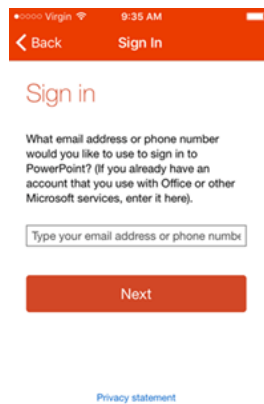 Virgin 9:35 AM
Back Sign In
Sign in
What email address or phone number
would you like to use to sign in to
PowerPoint? (If you already have an
account that you use with Office or other
Microsoft services, enter it here).
Type your email address or phone numbe
Next
Privacy statement